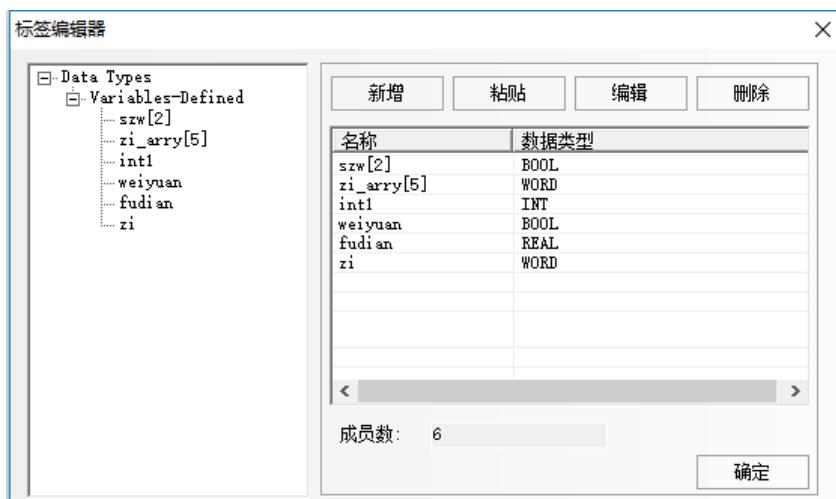 标签编辑器
Data Types
Variables-Defined
szw[2]
zi_arry[5]
int1
weiyuan
fudian
zi
新增 粘贴 编辑 删除
名称 数据类型
szw[2] BOOL
zi_arry[5] WORD
int1 INT
weiyuan BOOL
fudian REAL
zi WORD
成员数: 6
确定